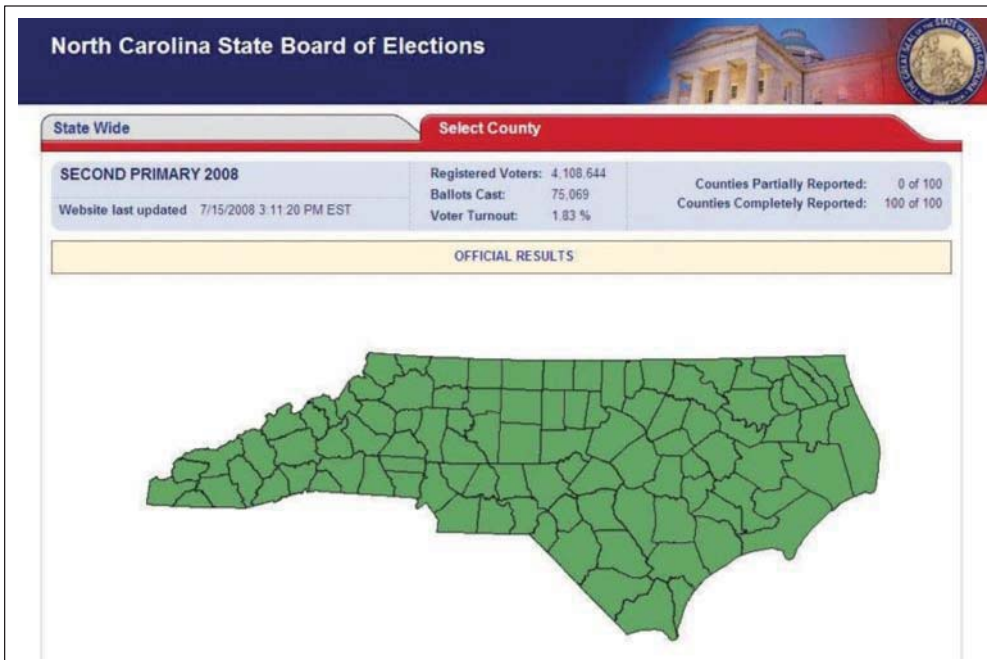 North Carolina State Board of Elections
State Wide
Select County
SECOND PRIMARY 2008
Website last updated 7/15/2008 3:11:20 PM EST
Registered Voters: 4,108,644
Ballots Cast: 75,069
Voter Turnout: 1.83 %
Counties Partially Reported: 0 of 100
Counties Completely Reported: 100 of 100
OFFICIAL RESULTS